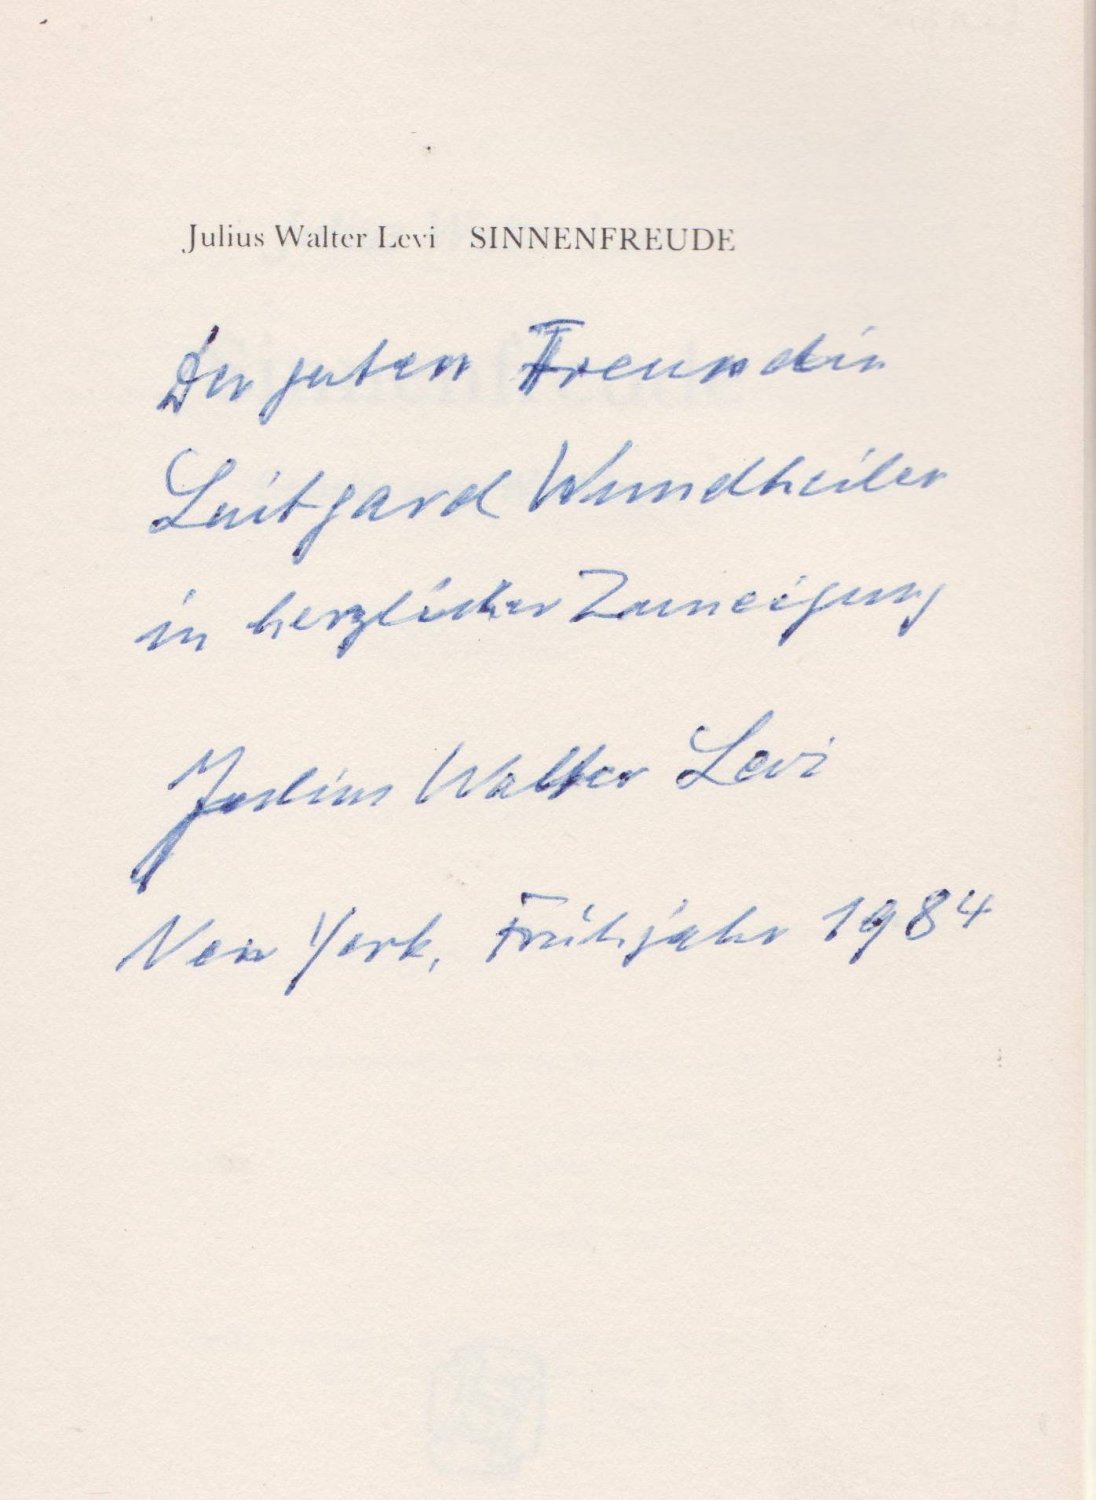 Julius Walter Levi SINNENFREUDE
Der guten Freundin
Luitgard Wundheiler
in herzlicher Zuneigung
Julius Walter Levi
New York, Frühjahr 1984